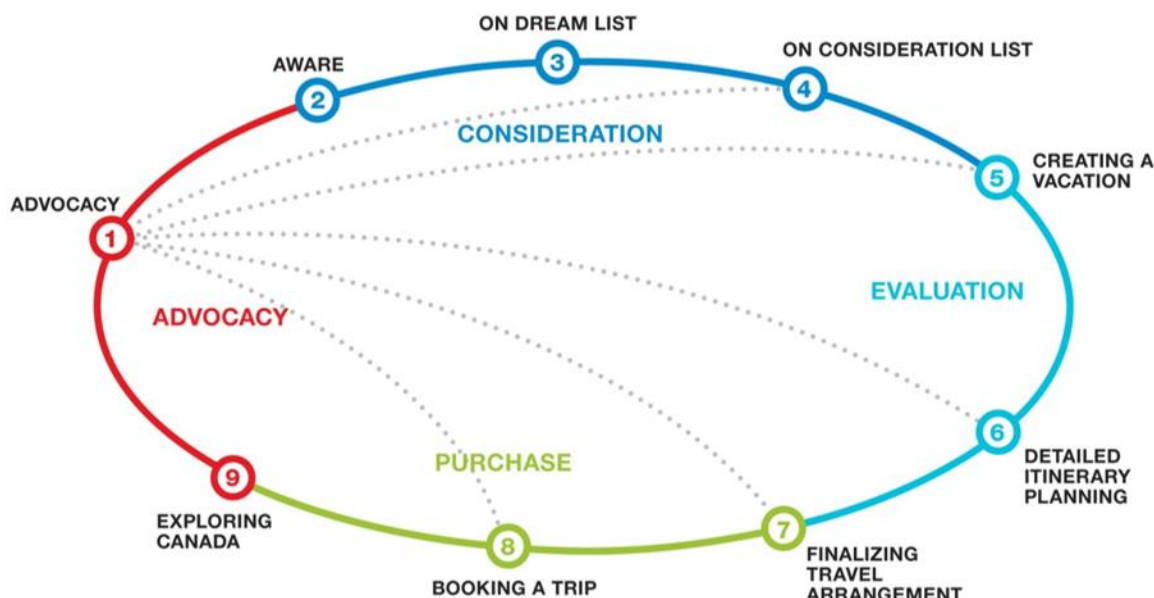 ON DREAM LIST
3
ON CONSIDERATION LIST
AWARE
4
2
CONSIDERATION
CREATING A
VACATION
5
ADVOCACY
1
EVALUATION
ADVOCACY
6
DETAILED
ITINERARY
PLANNING
PURCHASE
9
EXPLORING
CANADA
7
FINALIZING
TRAVEL
ARRANGEMENT
8
BOOKING A TRIP